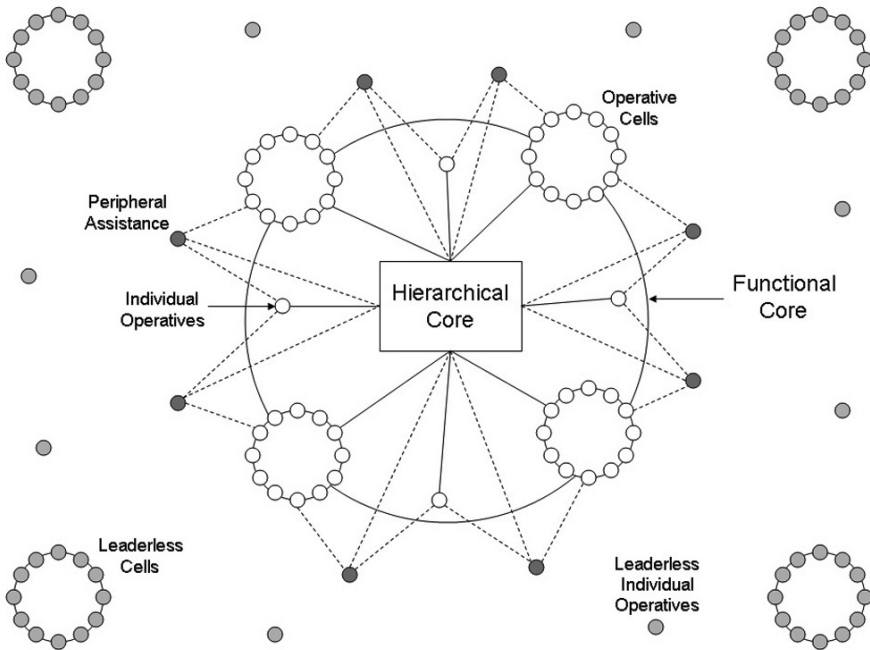 Operative
Cells
Peripheral
Assistance
Individual
Operatives
Hierarchical
Core
Functional
Core
Leaderless
Cells
Leaderless
Individual
Operatives